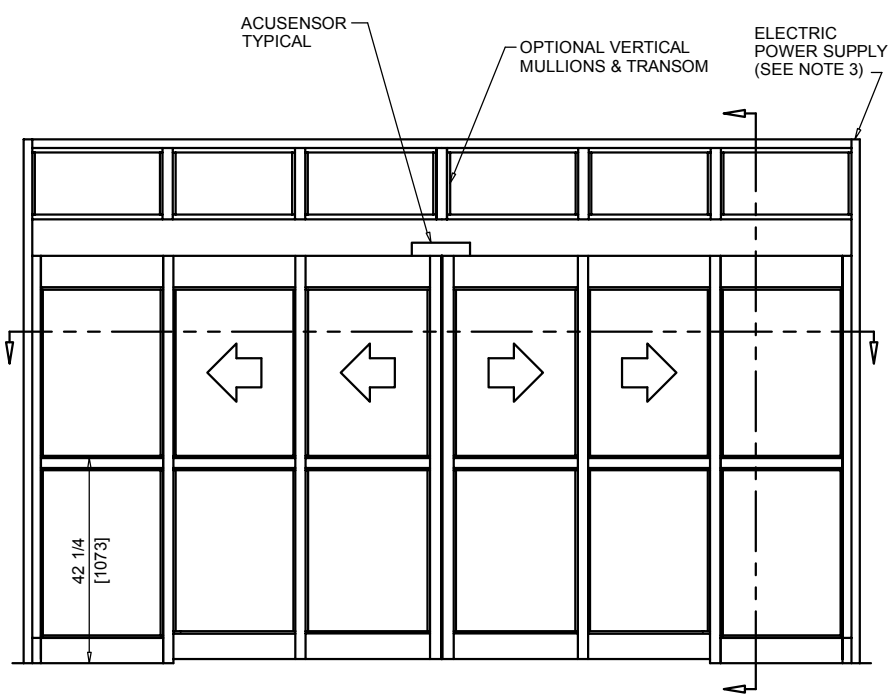 ACUSENSOR
TYPICAL
OPTIONAL VERTICAL
MULLIONS & TRANSOM
ELECTRIC
POWER SUPPLY
(SEE NOTE 3)
42 1/4
[1073]